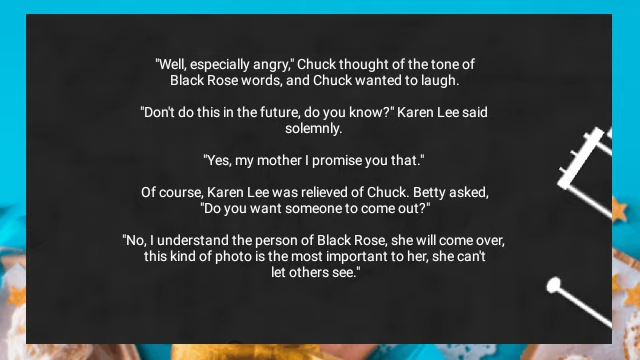 "Well, especially angry," Chuck thought of the tone of
Black Rose words, and Chuck wanted to laugh.
"Don't do this in the future, do you know?" Karen Lee said
solemnly.
"Yes, my mother I promise you that."
Of course, Karen Lee was relieved of Chuck. Betty asked,
"Do you want someone to come out?"
"No, I understand the person of Black Rose, she will come over,
this kind of photo is the most important to her, she can't
let others see."